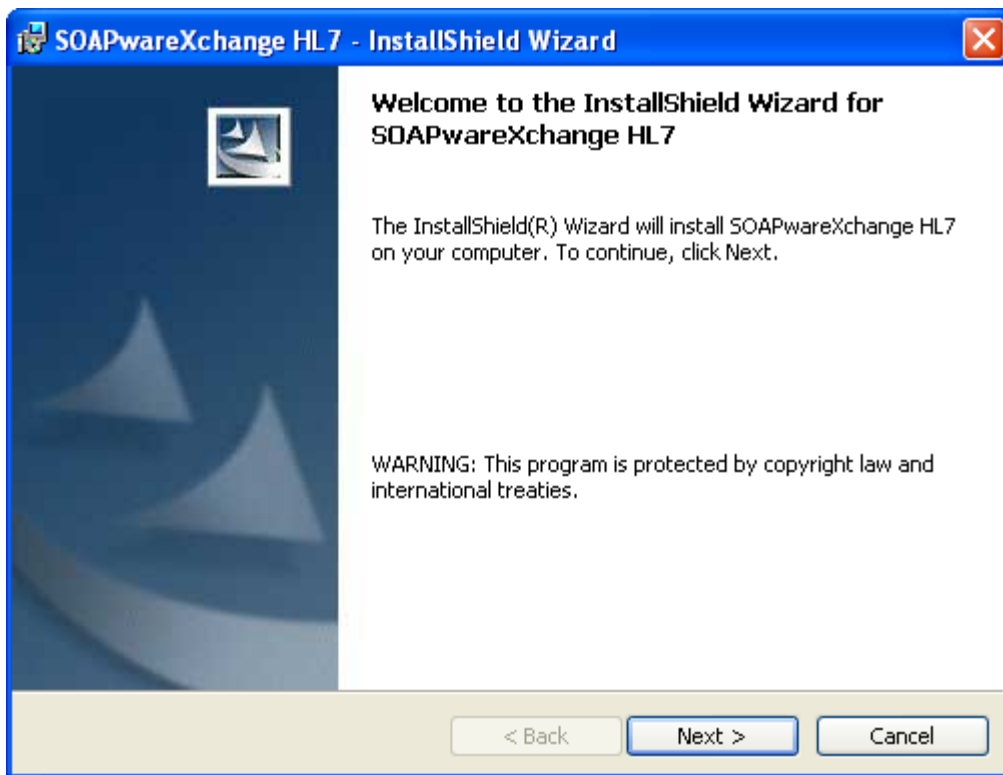 SOAPwareXchange HL7 - InstallShield Wizard
Welcome to the InstallShield Wizard for
SOAPwareXchange HL7
The InstallShield(R) Wizard will install SOAPwareXchange HL7
on your computer. To continue, click Next.
WARNING: This program is protected by copyright law and
international treaties.
< Back
Next >
Cancel